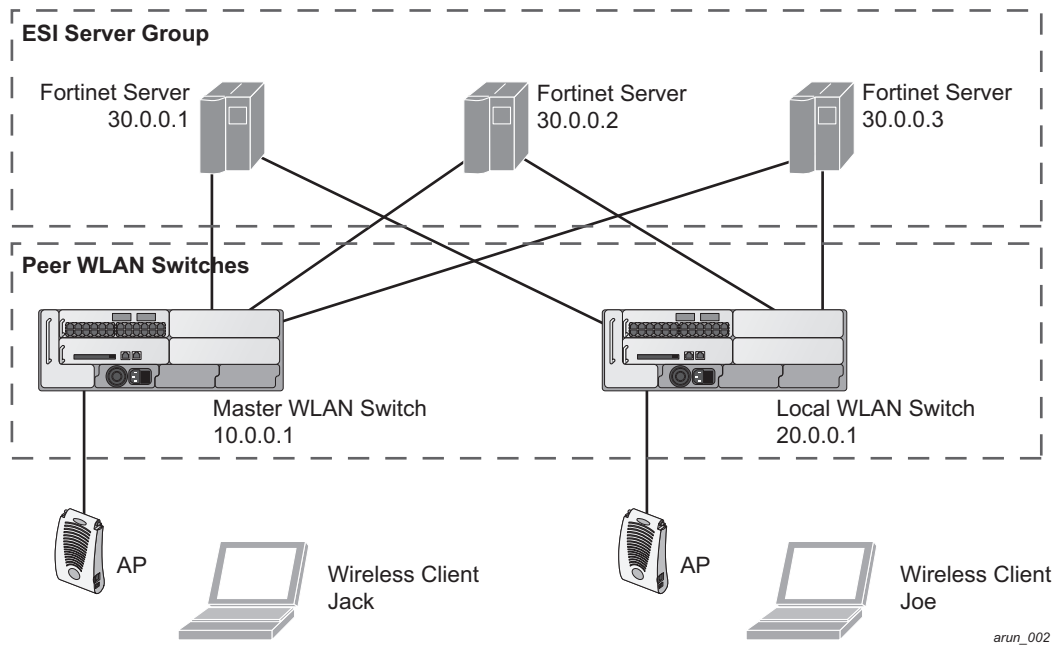 ESI Server Group
Fortinet Server
30.0.0.1
Fortinet Server
30.0.0.2
Fortinet Server
30.0.0.3
Peer WLAN Switches
Master WLAN Switch
10.0.0.1
Local WLAN Switch
20.0.0.1
AP
Wireless Client
Jack
AP
Wireless Client
Joe
arun_002